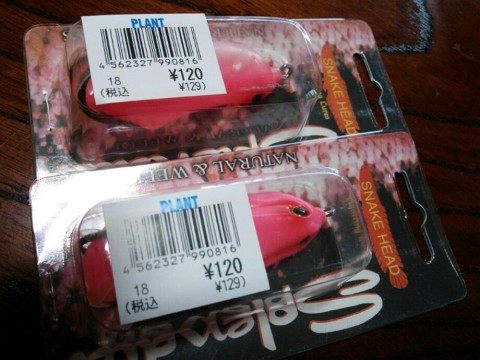 PLANT
4 562327 990816
18
¥120
(税込
¥129)
SNAKE HEAD
NATURAL & 
PLANT
4 562327 990816
18
¥120
(税込
¥129)
SNAKE HEAD